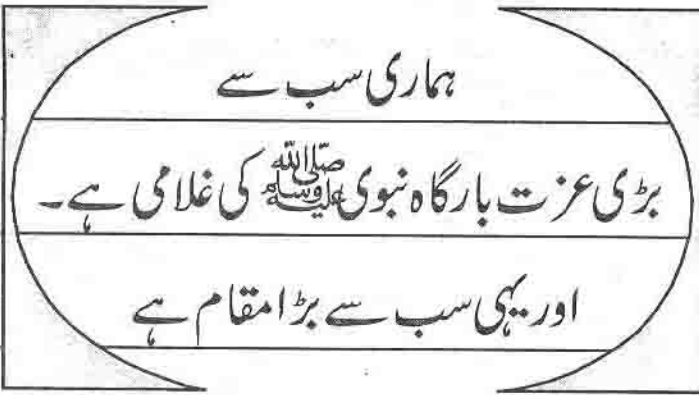 ہماری سب سے
بڑی عزت بارگاہ نبوی ﷺ کی غلامی ہے۔
اور یہی سب سے بڑا مقام ہے